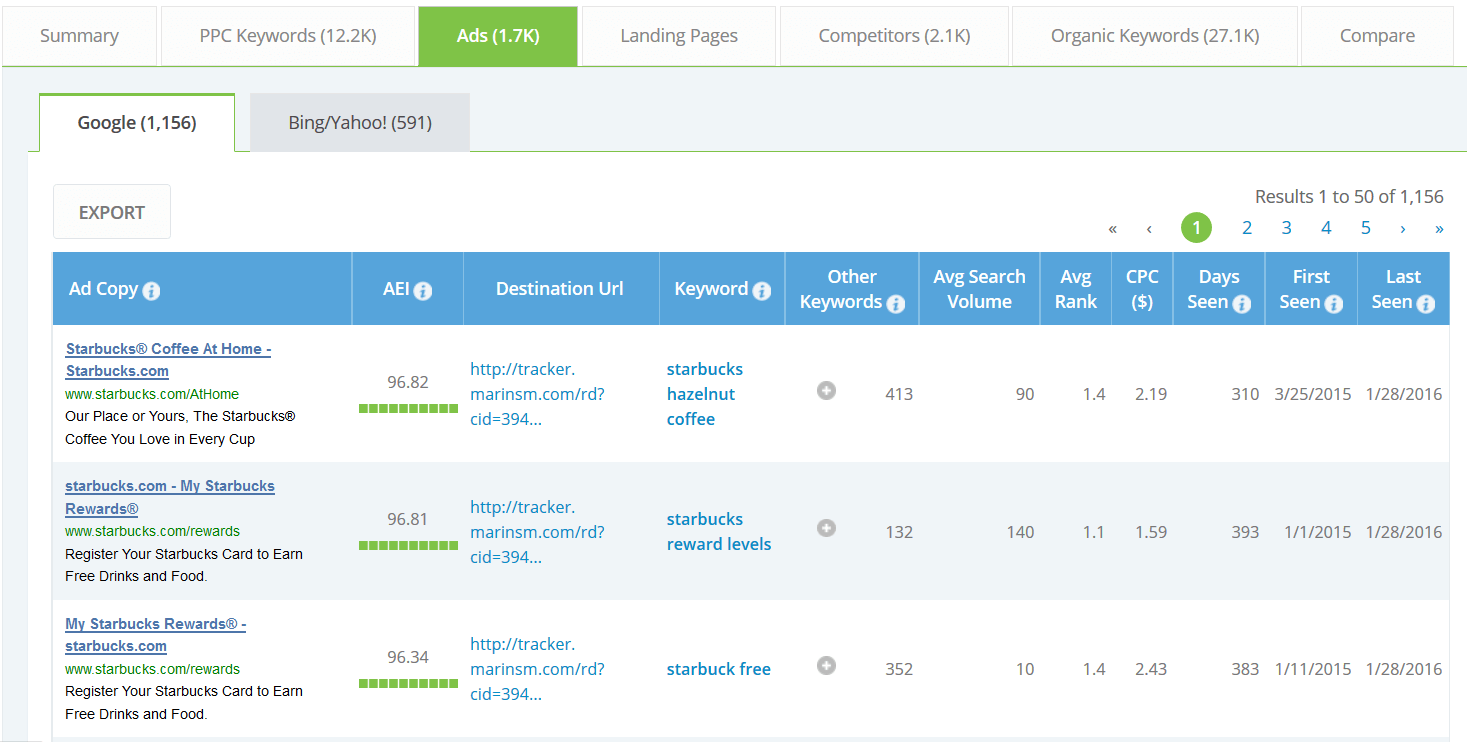 Summary
PPC Keywords (12.2K)
Ads (1.7K)
Landing Pages
Competitors (2.1K)
Organic Keywords (27.1K)
Compare
Google (1,156)
Bing/Yahoo! (591)
EXPORT
Results 1 to 50 of 1,156
« ‹ 1 2 3 4 5 › »
Ad Copy i
AEI i
Destination Url
Keyword i
Other
Keywords i
Avg Search
Volume
Avg
Rank
CPC
($)
Days
Seen i
First
Seen i
Last
Seen i
Starbucks® Coffee At Home -
Starbucks.com
www.starbucks.com/AtHome
Our Place or Yours, The Starbucks®
Coffee You Love in Every Cup
96.82
http://tracker.
marinsm.com/rd?
cid=394...
starbucks
hazelnut
coffee
413
90
1.4
2.19
310
3/25/2015
1/28/2016
starbucks.com - My Starbucks
Rewards®
www.starbucks.com/rewards
Register Your Starbucks Card to Earn
Free Drinks and Food.
96.81
http://tracker.
marinsm.com/rd?
cid=394...
starbucks
reward levels
132
140
1.1
1.59
393
1/1/2015
1/28/2016
My Starbucks Rewards® -
starbucks.com
www.starbucks.com/rewards
Register Your Starbucks Card to Earn
Free Drinks and Food.
96.34
http://tracker.
marinsm.com/rd?
cid=394...
starbuck free
352
10
1.4
2.43
383
1/11/2015
1/28/2016